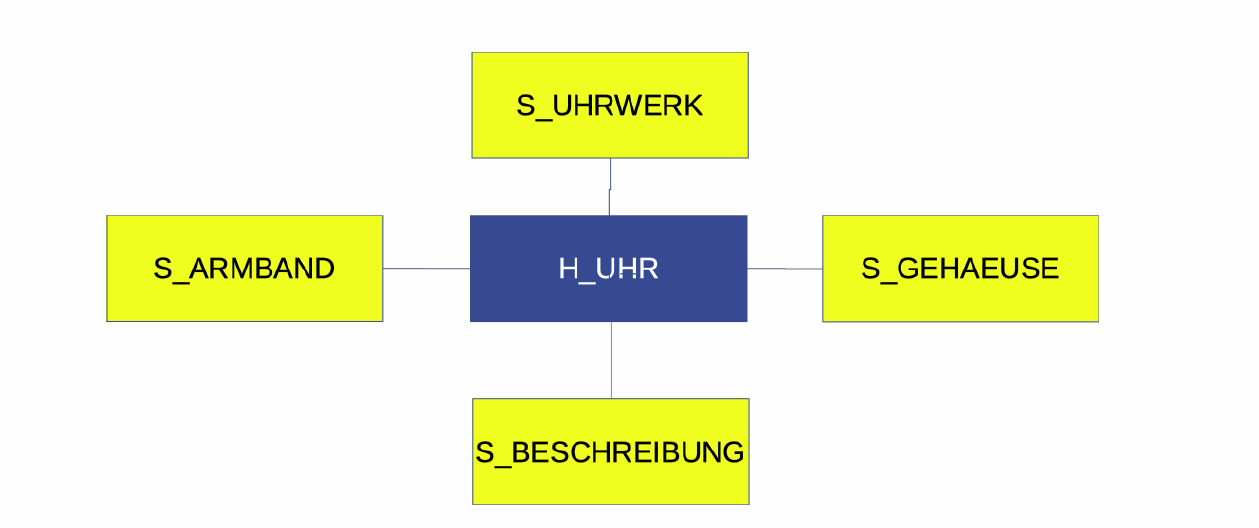 S_UHRWERK
S_ARMBAND
H_UHR
S_GEHAEUSE
S_BESCHREIBUNG